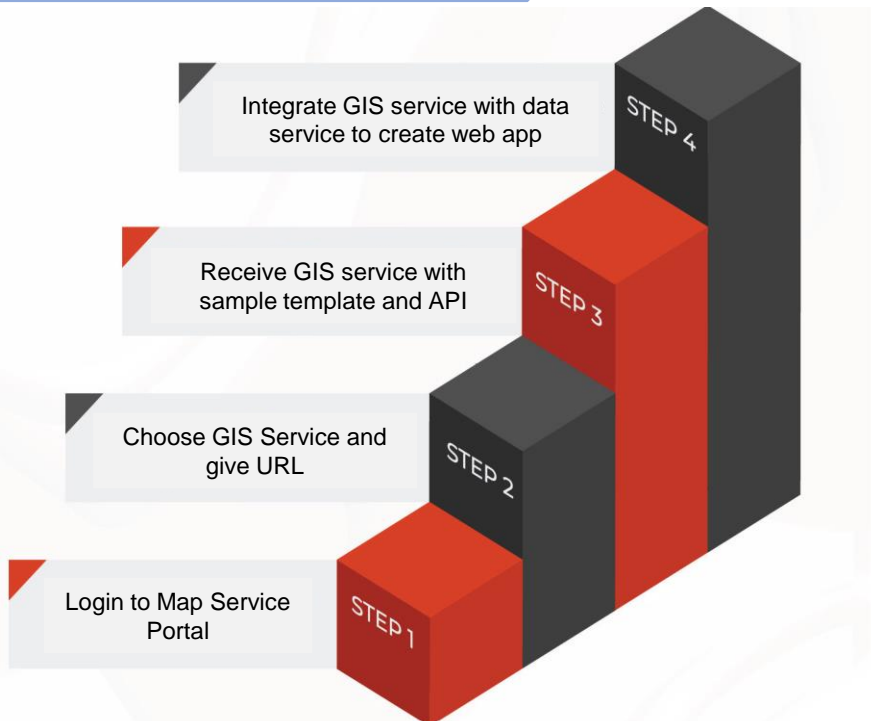 Integrate GIS service with data
service to create web app
STEP 4
Receive GIS service with
sample template and API
STEP 3
Choose GIS Service and
give URL
STEP 2
Login to Map Service
Portal
STEP 1